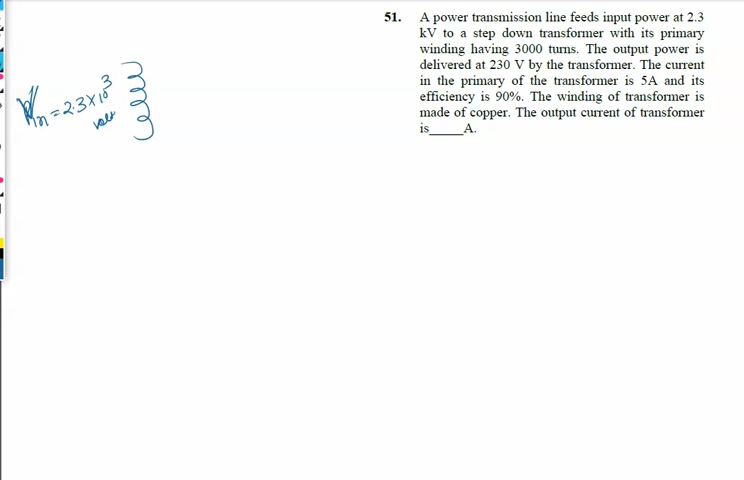 51. A power transmission line feeds input power at 2.3
kV to a step down transformer with its primary
winding having 3000 turns. The output power is
delivered at 230 V by the transformer. The current
in the primary of the transformer is 5A and its
efficiency is 90%. The winding of transformer is
made of copper. The output current of transformer
is_____A.
Vin = 2.3 × 10³
volt